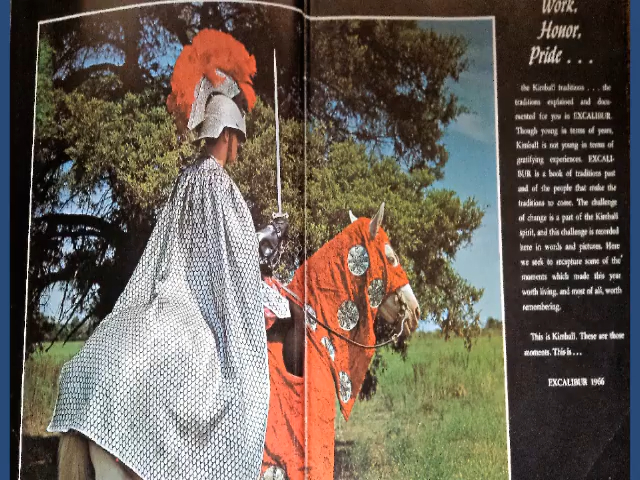 Work,
Honor,
Pride . . .
the Kimball traditions . . . the
traditions explained and docu-
mented for you in EXCALIBUR.
Though young in terms of years,
Kimball is not young in terms of
gratifying experiences. EXCALI-
BUR is a book of traditions past
and of the people that make the
traditions to come. The challenge
of change is a part of the Kimball
spirit, and this challenge is recorded
here in words and pictures. Here
we seek to recapture some of the
moments which made this year
worth living, and most of all, worth
remembering.
This is Kimball. These are those
moments. This is . . .
EXCALIBUR 1966